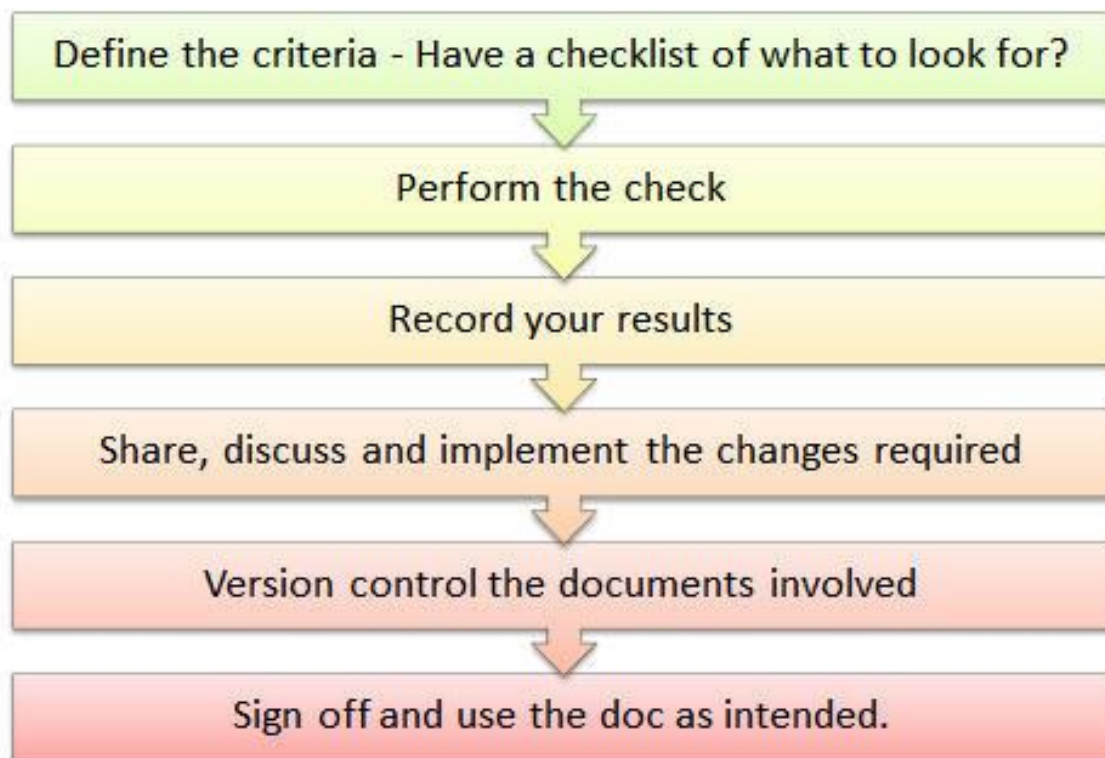 Define the criteria - Have a checklist of what to look for?
Perform the check
Record your results
Share, discuss and implement the changes required
Version control the documents involved
Sign off and use the doc as intended.